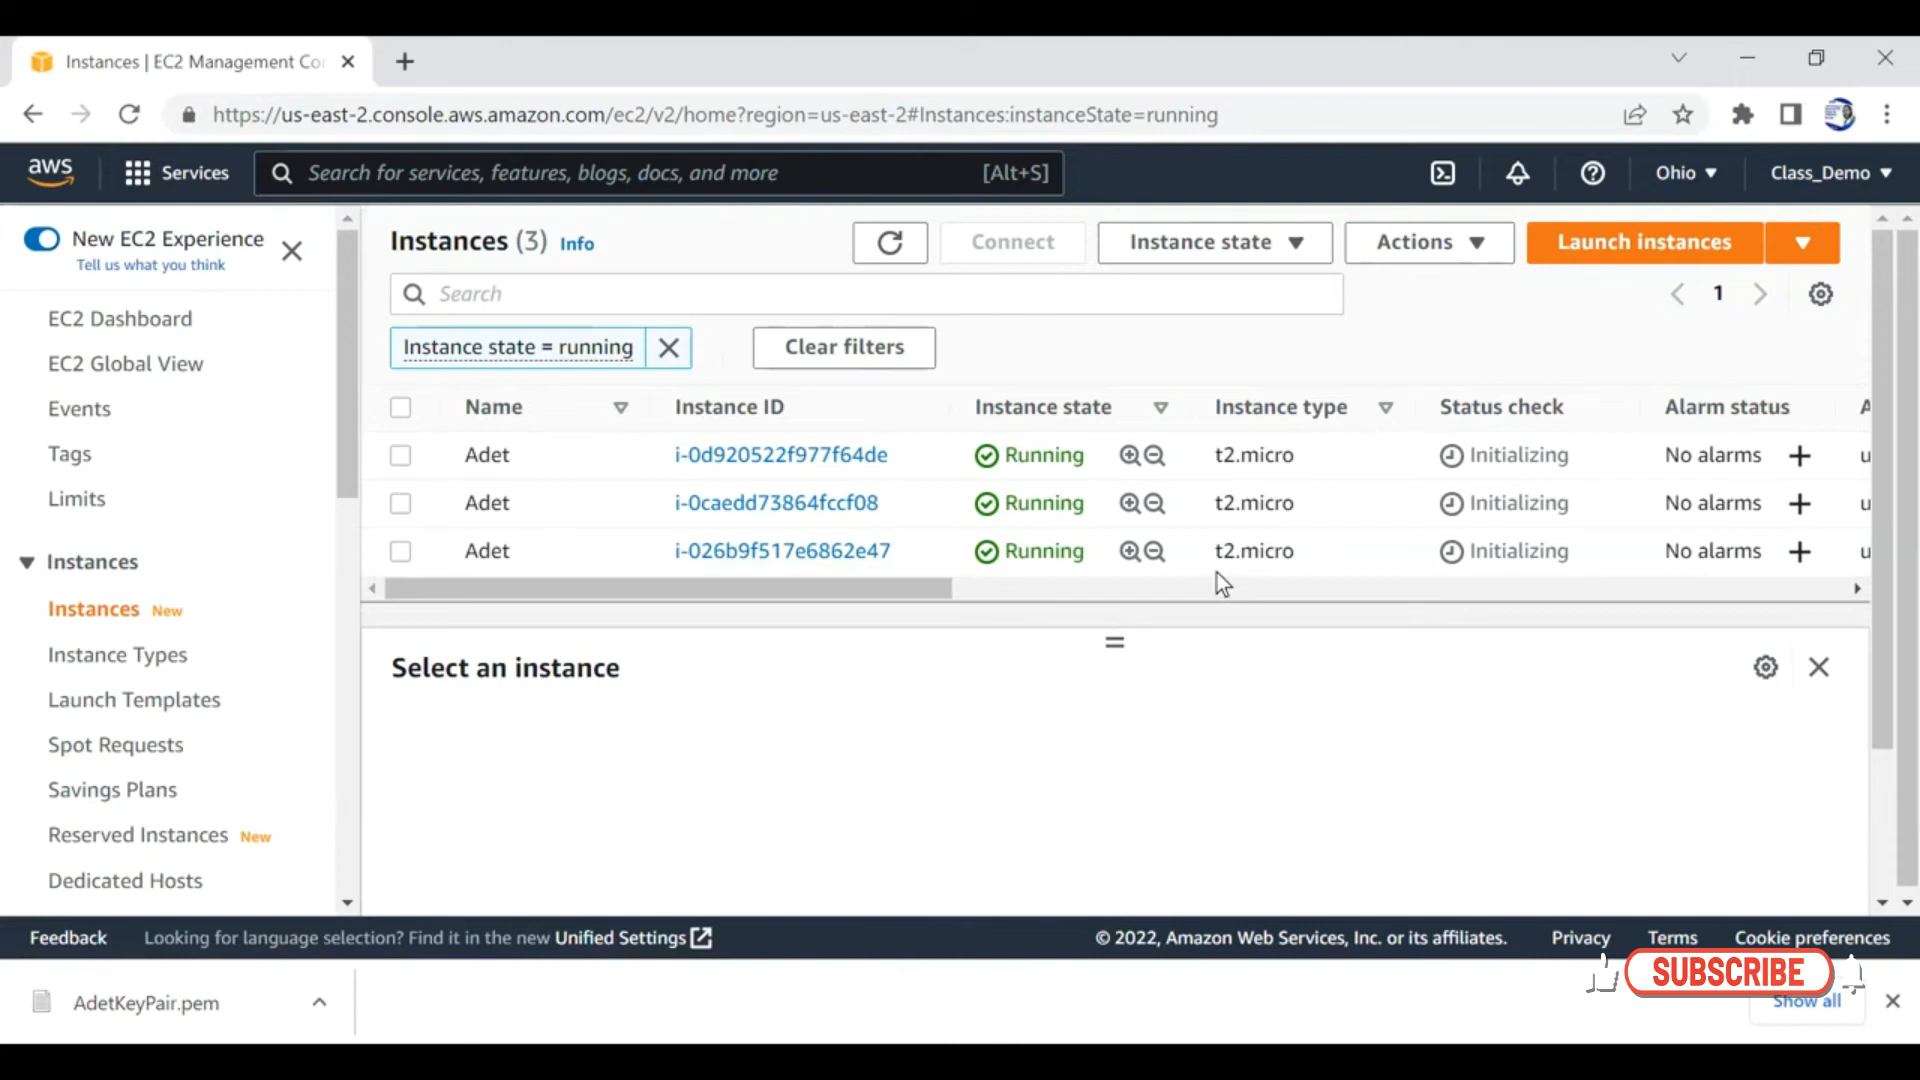 Instances | EC2 Management Co
https://us-east-2.console.aws.amazon.com/ec2/v2/home?region=us-east-2#Instances:instanceState=running
aws
Services
Search for services, features, blogs, docs, and more
[Alt+S]
Ohio
Class_Demo
New EC2 Experience
Tell us what you think
EC2 Dashboard
EC2 Global View
Events
Tags
Limits
Instances
Instances New
Instance Types
Launch Templates
Spot Requests
Savings Plans
Reserved Instances New
Dedicated Hosts
Instances (3) Info
Connect
Instance state
Actions
Launch instances
Search
1
Instance state = running
Clear filters
Name Instance ID Instance state Instance type Status check Alarm status A
Adet i-0d920522f977f64de Running t2.micro Initializing No alarms + u
Adet i-0caedd73864fccf08 Running t2.micro Initializing No alarms + u
Adet i-026b9f517e6862e47 Running t2.micro Initializing No alarms + u
Select an instance
Feedback
Looking for language selection? Find it in the new Unified Settings
© 2022, Amazon Web Services, Inc. or its affiliates.
Privacy
Terms
Cookie preferences
AdetKeyPair.pem
SUBSCRIBE
Show all